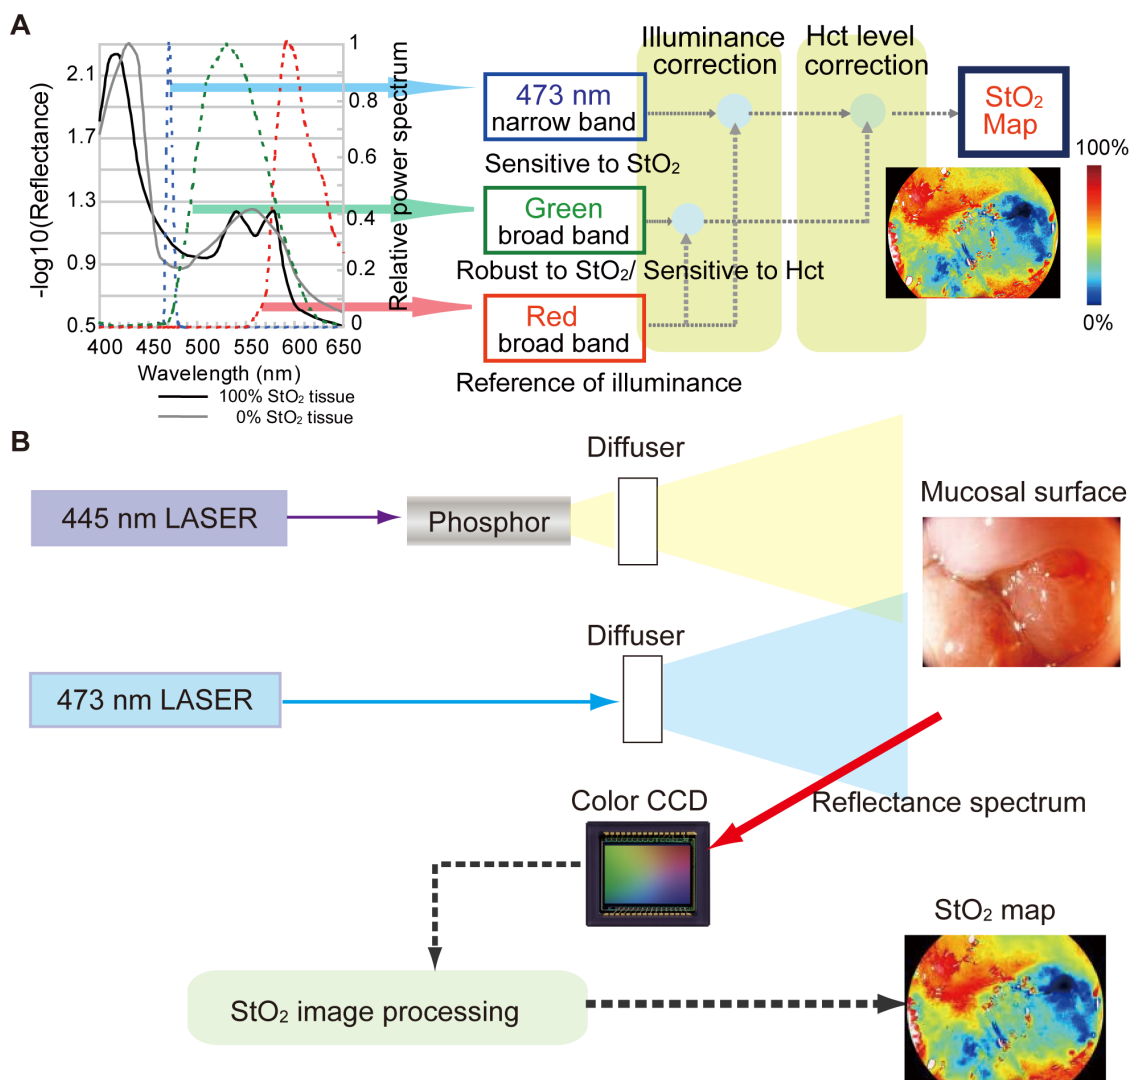 A
-log10(Reflectance)
2.1
1.7
1.3
0.9
0.5
400 450 500 550 600 650
Wavelength (nm)
1
0.8
0.6
0.4
0.2
0
Relative power spectrum
100% StO₂ tissue
0% StO₂ tissue
Illuminance
correction
Hct level
correction
473 nm
narrow band
Sensitive to StO₂
Green
broad band
Robust to StO₂/ Sensitive to Hct
Red
broad band
Reference of illuminance
StO₂
Map
100%
0%
B
Diffuser
445 nm LASER
Phosphor
Mucosal surface
Diffuser
473 nm LASER
Color CCD
Reflectance spectrum
StO₂ map
StO₂ image processing